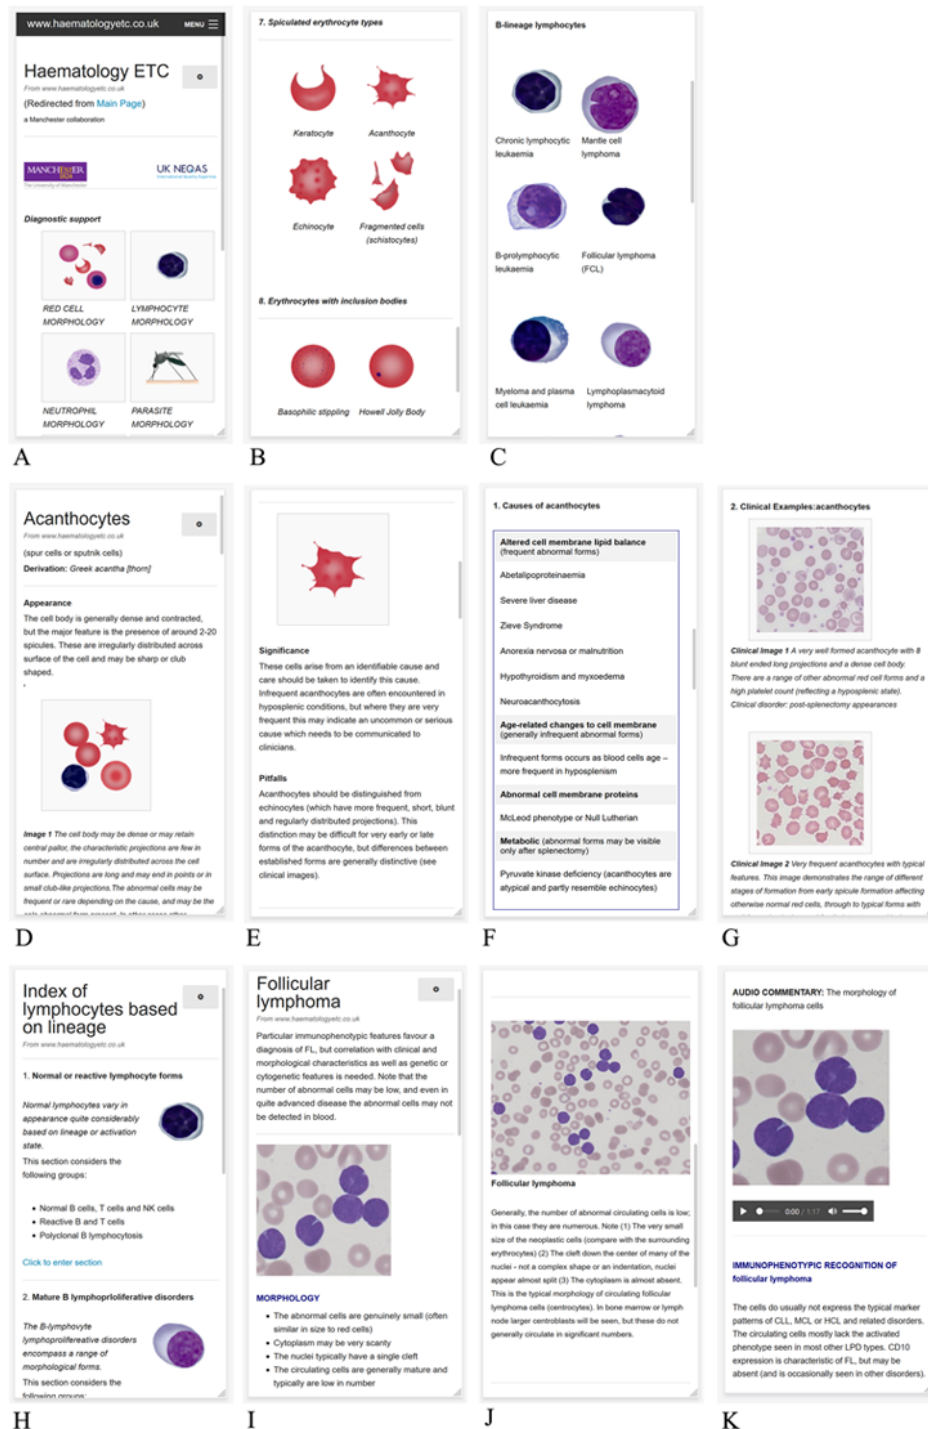 www.haematologyetc.co.uk MENU
Haematology ETC
From www.haematologyetc.co.uk
(Redirected from Main Page)
a Manchester collaboration
MANCHESTER
1824
The University of Manchester
UK NEQAS
International Quality Expertise
Diagnostic support
RED CELL
MORPHOLOGY
LYMPHOCYTE
MORPHOLOGY
NEUTROPHIL
MORPHOLOGY
PARASITE
MORPHOLOGY
A
7. Spiculated erythrocyte types
Keratocyte
Acanthocyte
Echinocyte
Fragmented cells
(schistocytes)
8. Erythrocytes with inclusion bodies
Basophilic stippling
Howell Jolly Body
B
B-lineage lymphocytes
Chronic lymphocytic
leukaemia
Mantle cell
lymphoma
B-prolymphocytic
leukaemia
Follicular lymphoma
(FCL)
Myeloma and plasma
cell leukaemia
Lymphoplasmacytoid
lymphoma
C
Acanthocytes
From www.haematologyetc.co.uk
(spur cells or sputnik cells)
Derivation: Greek acantha [thorn]
Appearance
The cell body is generally dense and contracted,
but the major feature is the presence of around 2-20
spicules. These are irregularly distributed across
surface of the cell and may be sharp or club
shaped.
Image 1 The cell body may be dense or may retain
central pallor, the characteristic projections are few in
number and are irregularly distributed across the cell
surface. Projections are long and may end in points or in
small club-like projections.The abnormal cells may be
frequent or rare depending on the cause, and may be the
D
Significance
These cells arise from an identifiable cause and
care should be taken to identify this cause.
Infrequent acanthocytes are often encountered in
hyposplenic conditions, but where they are very
frequent this may indicate an uncommon or serious
cause which needs to be communicated to
clinicians.
Pitfalls
Acanthocytes should be distinguished from
echinocytes (which have more frequent, short, blunt
and regularly distributed projections). This
distinction may be difficult for very early or late
forms of the acanthocyte, but differences between
established forms are generally distinctive (see
clinical images).
E
1. Causes of acanthocytes
Altered cell membrane lipid balance
(frequent abnormal forms)
Abetalipoproteinaemia
Severe liver disease
Zieve Syndrome
Anorexia nervosa or malnutrition
Hypothyroidism and myxoedema
Neuroacanthocytosis
Age-related changes to cell membrane
(generally infrequent abnormal forms)
Infrequent forms occurs as blood cells age –
more frequent in hyposplenism
Abnormal cell membrane proteins
McLeod phenotype or Null Lutheran
Metabolic (abnormal forms may be visible
only after splenectomy)
Pyruvate kinase deficiency (acanthocytes are
atypical and partly resemble echinocytes)
F
2. Clinical Examples:acanthocytes
Clinical Image 1 A very well formed acanthocyte with 8
blunt ended long projections and a dense cell body.
There are a range of other abnormal red cell forms and a
high platelet count (reflecting a hyposplenic state).
Clinical disorder: post-splenectomy appearances
Clinical Image 2 Very frequent acanthocytes with typical
features. This image demonstrates the range of different
stages of formation from early spicule formation affecting
otherwise normal red cells, through to typical forms with
G
Index of
lymphocytes based
on lineage
From www.haematologyetc.co.uk
1. Normal or reactive lymphocyte forms
Normal lymphocytes vary in
appearance quite considerably
based on lineage or activation
state.
This section considers the
following groups:
• Normal B cells, T cells and NK cells
• Reactive B and T cells
• Polyclonal B lymphocytosis
Click to enter section
2. Mature B lymphoprloliferative disorders
The B-lymphovyte
lymphoprolifereative disorders
encompass a range of
morphological forms.
This section considers the
following groups:
H
Follicular
lymphoma
From www.haematologyetc.co.uk
Particular immunophenotypic features favour a
diagnosis of FL, but correlation with clinical and
morphological characteristics as well as genetic or
cytogenetic features is needed. Note that the
number of abnormal cells may be low, and even in
quite advanced disease the abnormal cells may not
be detected in blood.
MORPHOLOGY
• The abnormal cells are genuinely small (often
similar in size to red cells)
• Cytoplasm may be very scanty
• The nuclei typically have a single cleft
• The circulating cells are generally mature and
typically are low in number
I
Follicular lymphoma
Generally, the number of abnormal circulating cells is low;
in this case they are numerous. Note (1) The very small
size of the neoplastic cells (compare with the surrounding
erythrocytes) (2) The cleft down the center of many of the
nuclei - not a complex shape or an indentation, nuclei
appear almost split (3) The cytoplasm is almost absent.
This is the typical morphology of circulating follicular
lymphoma cells (centrocytes). In bone marrow or lymph
node larger centroblasts will be seen, but these do not
generally circulate in significant numbers.
J
AUDIO COMMENTARY: The morphology of
follicular lymphoma cells
0:00 / 1:17
IMMUNOPHENOTYPIC RECOGNITION OF
follicular lymphoma
The cells do usually not express the typical marker
patterns of CLL, MCL or HCL and related disorders.
The circulating cells mostly lack the activated
phenotype seen in most other LPD types. CD10
expression is characteristic of FL, but may be
absent (and is occasionally seen in other disorders).
K